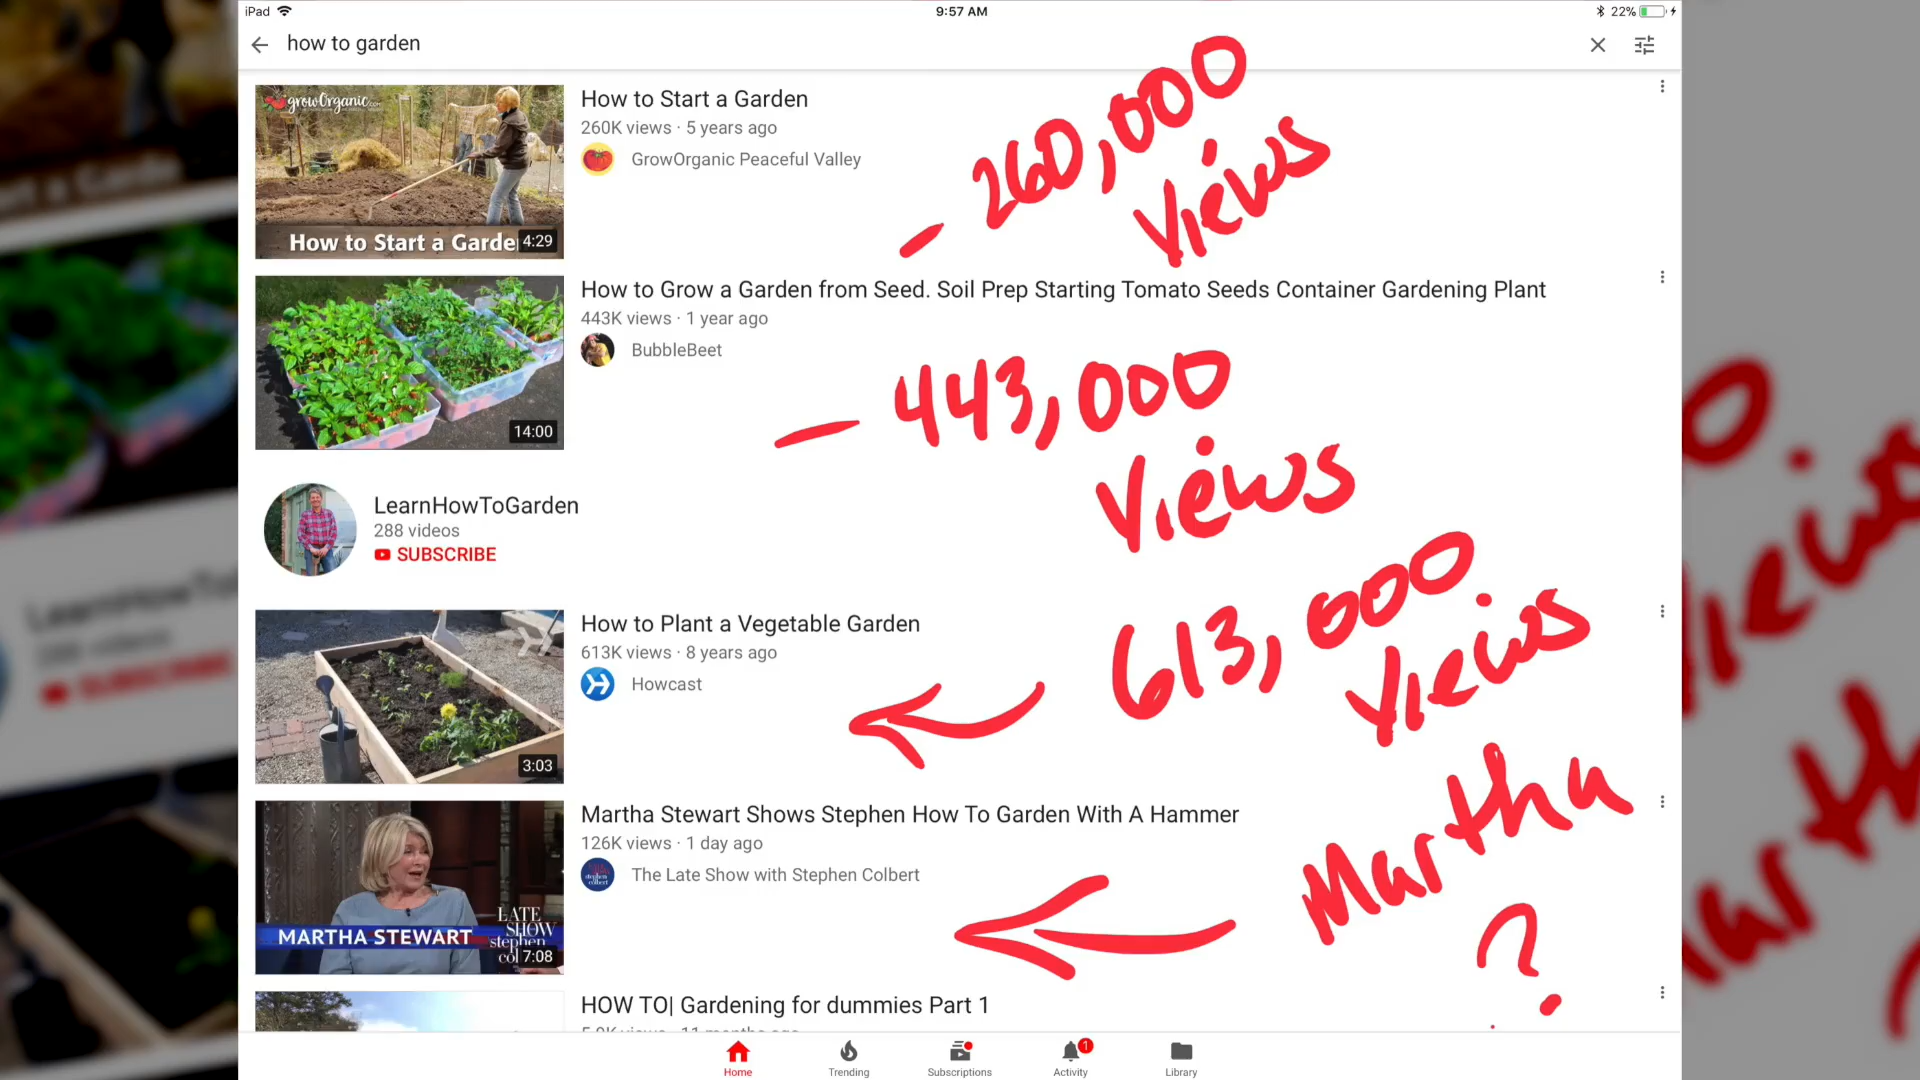 iPad
9:57 AM
22%
how to garden
growOrganic.com
How to Start a Garde
4:29
How to Start a Garden
260K views · 5 years ago
GrowOrganic Peaceful Valley
- 260,000
Views
14:00
How to Grow a Garden from Seed. Soil Prep Starting Tomato Seeds Container Gardening Plant
443K views · 1 year ago
BubbleBeet
- 443,000
Views
LearnHowToGarden
288 videos
SUBSCRIBE
3:03
How to Plant a Vegetable Garden
613K views · 8 years ago
Howcast
613,000
Views
MARTHA STEWART
LATE
SHOW
stephen
col
7:08
Martha Stewart Shows Stephen How To Garden With A Hammer
126K views · 1 day ago
The Late Show with Stephen Colbert
Martha
?
HOW TO| Gardening for dummies Part 1
1
Home
Trending
Subscriptions
Activity
Library